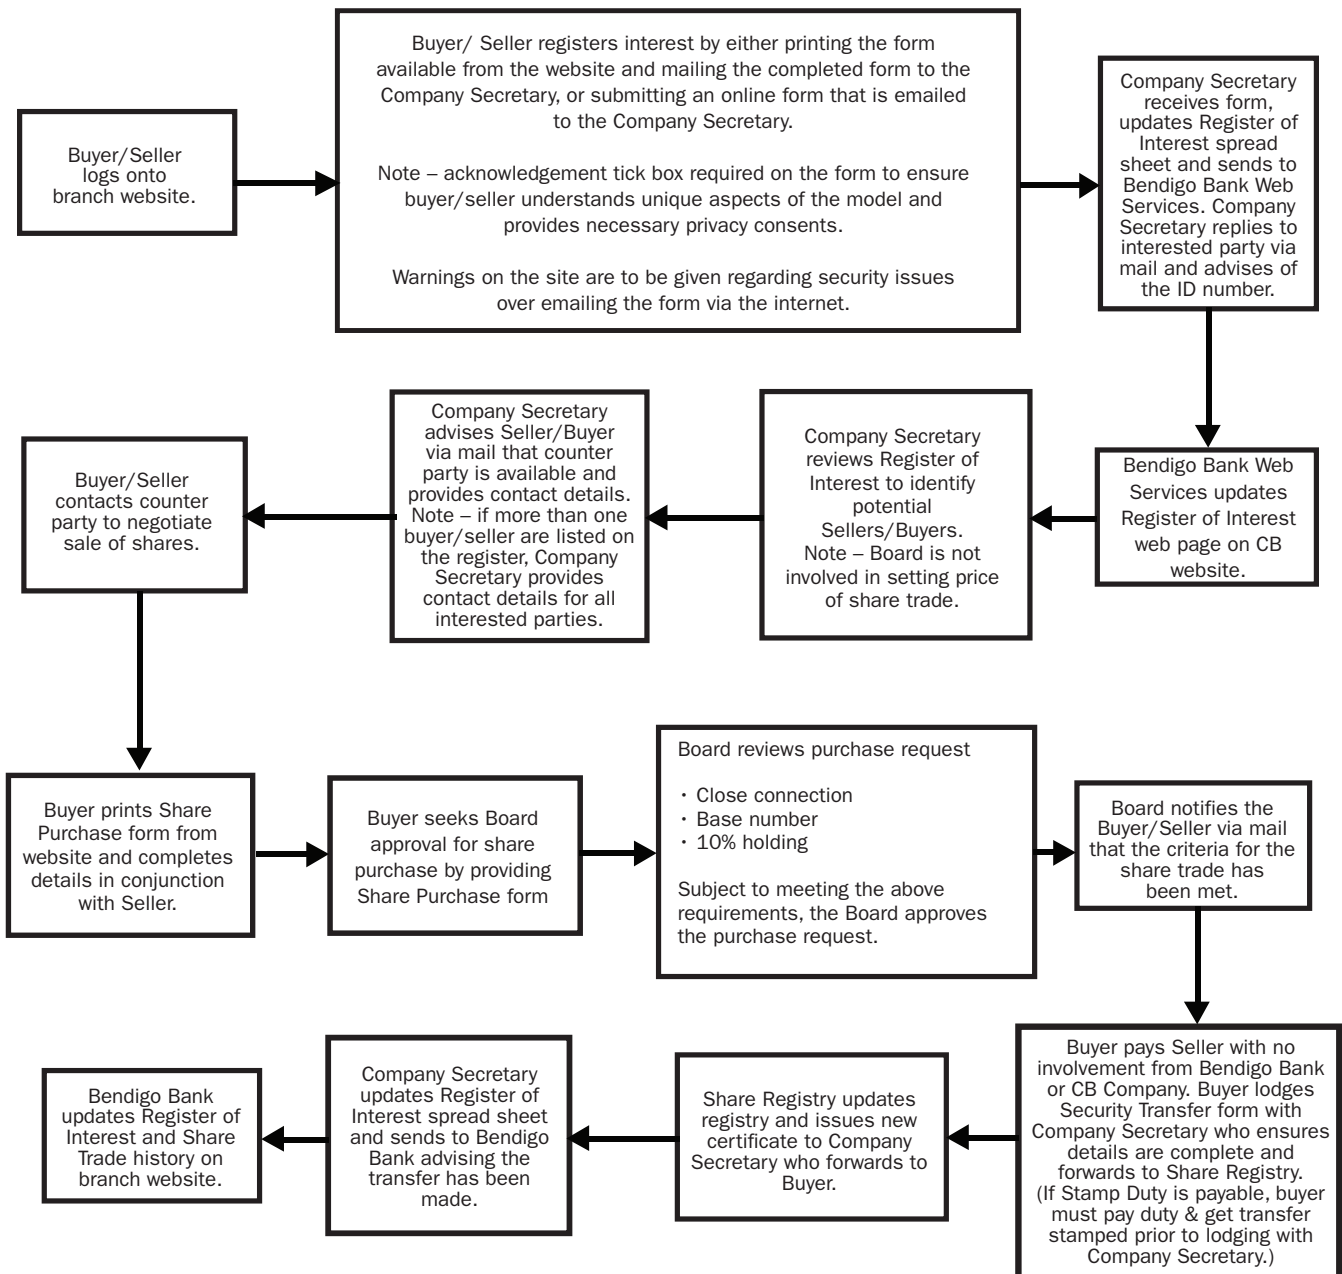 Buyer/Seller
logs onto
branch website.
Buyer/ Seller registers interest by either printing the form
available from the website and mailing the completed form to the
Company Secretary, or submitting an online form that is emailed
to the Company Secretary.
Note – acknowledgement tick box required on the form to ensure
buyer/seller understands unique aspects of the model and
provides necessary privacy consents.
Warnings on the site are to be given regarding security issues
over emailing the form via the internet.
Company Secretary
receives form,
updates Register of
Interest spread
sheet and sends to
Bendigo Bank Web
Services. Company
Secretary replies to
interested party via
mail and advises of
the ID number.
Bendigo Bank Web
Services updates
Register of Interest
web page on CB
website.
Company Secretary
reviews Register of
Interest to identify
potential
Sellers/Buyers.
Note – Board is not
involved in setting price
of share trade.
Company Secretary
advises Seller/Buyer
via mail that counter
party is available and
provides contact details.
Note – if more than one
buyer/seller are listed on
the register, Company
Secretary provides
contact details for all
interested parties.
Buyer/Seller
contacts counter
party to negotiate
sale of shares.
Buyer prints Share
Purchase form from
website and completes
details in conjunction
with Seller.
Buyer seeks Board
approval for share
purchase by providing
Share Purchase form
Board reviews purchase request
· Close connection
· Base number
· 10% holding
Subject to meeting the above
requirements, the Board approves
the purchase request.
Board notifies the
Buyer/Seller via mail
that the criteria for the
share trade has
been met.
Buyer pays Seller with no
involvement from Bendigo Bank
or CB Company. Buyer lodges
Security Transfer form with
Company Secretary who ensures
details are complete and
forwards to Share Registry.
(If Stamp Duty is payable, buyer
must pay duty & get transfer
stamped prior to lodging with
Company Secretary.)
Share Registry updates
registry and issues new
certificate to Company
Secretary who forwards to
Buyer.
Company Secretary
updates Register of
Interest spread sheet
and sends to Bendigo
Bank advising the
transfer has been
made.
Bendigo Bank
updates Register of
Interest and Share
Trade history on
branch website.